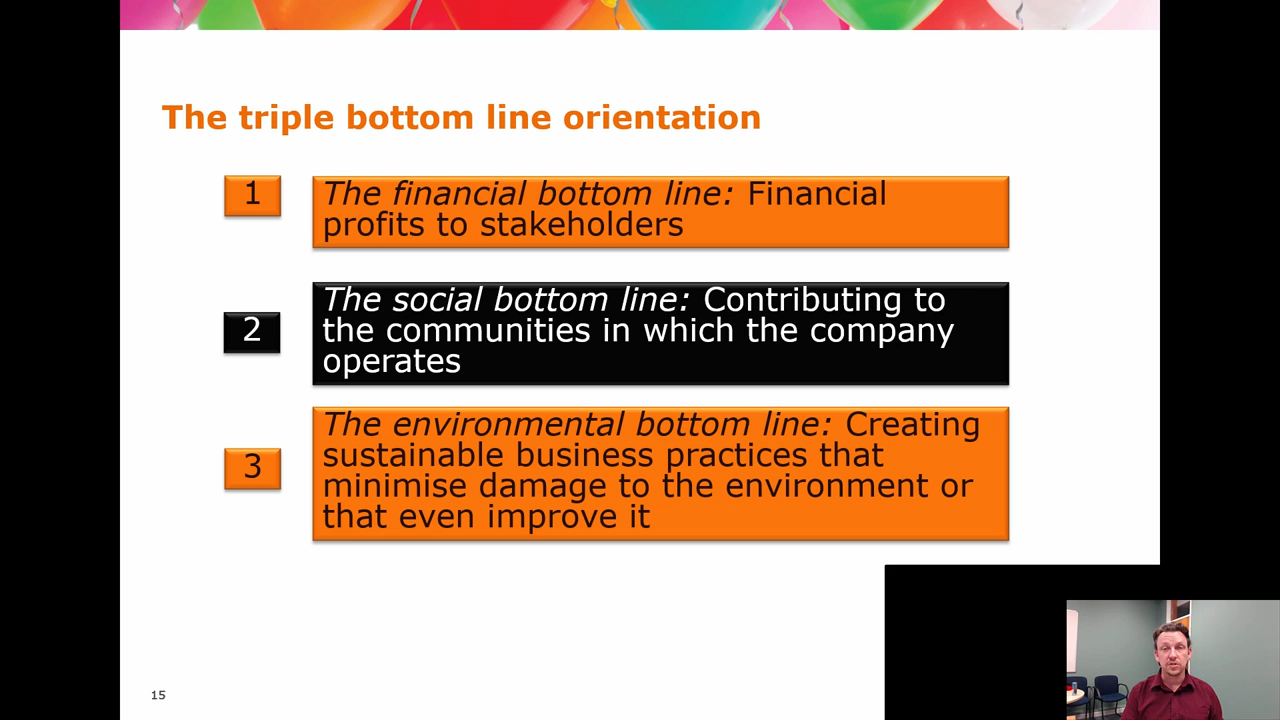 The triple bottom line orientation
1
The financial bottom line: Financial
profits to stakeholders
2
The social bottom line: Contributing to
the communities in which the company
operates
3
The environmental bottom line: Creating
sustainable business practices that
minimise damage to the environment or
that even improve it
15